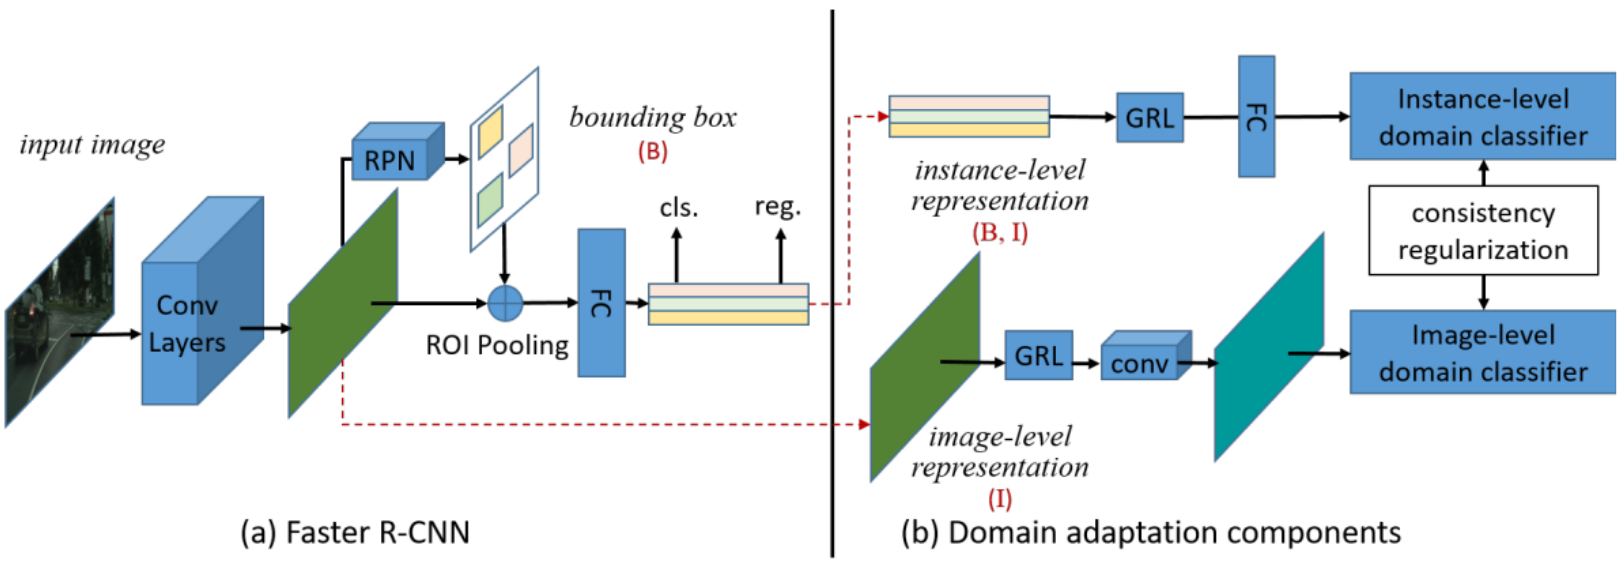 input image
Conv
Layers
RPN
bounding box
(B)
ROI Pooling
FC
cls.
reg.
(a) Faster R-CNN
instance-level
representation
(B, I)
GRL
FC
Instance-level
domain classifier
consistency
regularization
image-level
representation
(I)
GRL
conv
Image-level
domain classifier
(b) Domain adaptation components